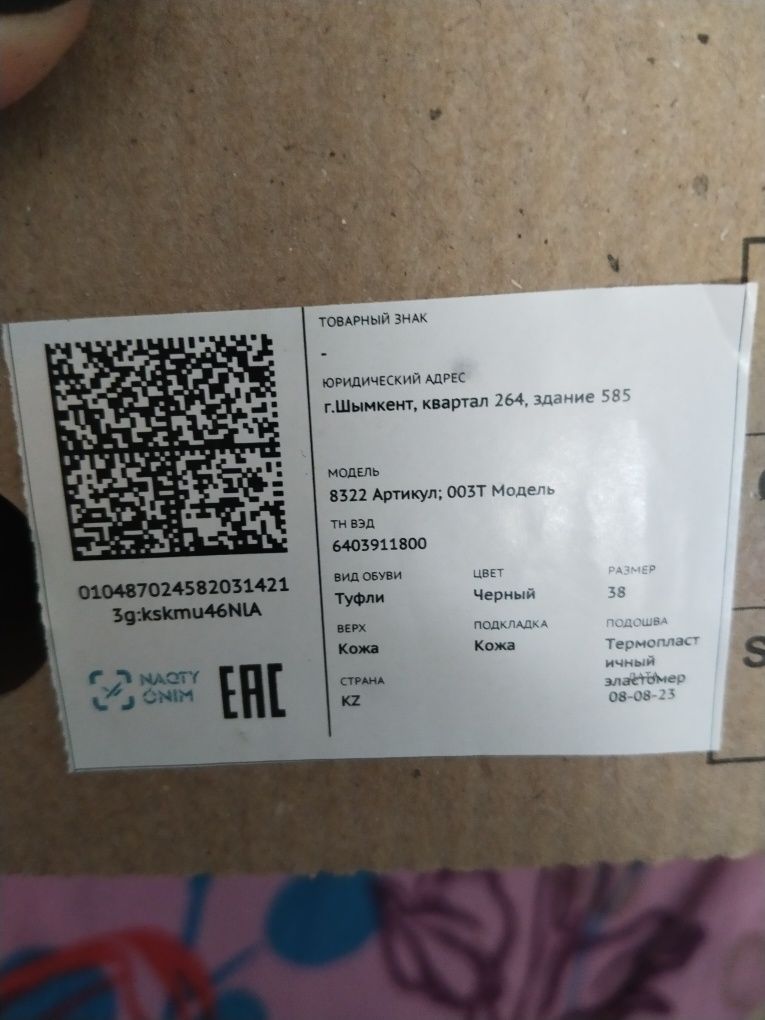 ТОВАРНЫЙ ЗНАК
-
ЮРИДИЧЕСКИЙ АДРЕС
г.Шымкент, квартал 264, здание 585
МОДЕЛЬ
8322 Артикул; 003Т Модель
ТН ВЭД
6403911800
ВИД ОБУВИ ЦВЕТ РАЗМЕР
Туфли Черный 38
ВЕРХ ПОДКЛАДКА ПОДОШВА
Кожа Кожа Термопласт
ичный
эластомер
СТРАНА ДАТА
KZ 08-08-23
010487024582031421
3g:kskmu46NlA
NAQTY
ÓNIM
EAC
S